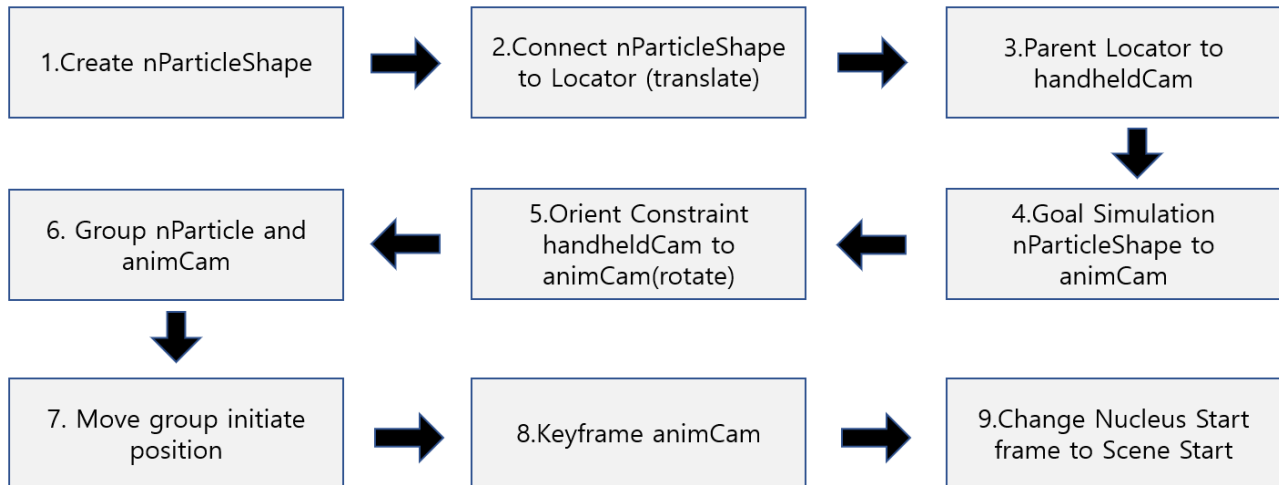 1.Create nParticleShape
2.Connect nParticleShape
to Locator (translate)
3.Parent Locator to
handheldCam
4.Goal Simulation
nParticleShape to
animCam
5.Orient Constraint
handheldCam to
animCam(rotate)
6. Group nParticle and
animCam
7. Move group initiate
position
8.Keyframe animCam
9.Change Nucleus Start
frame to Scene Start